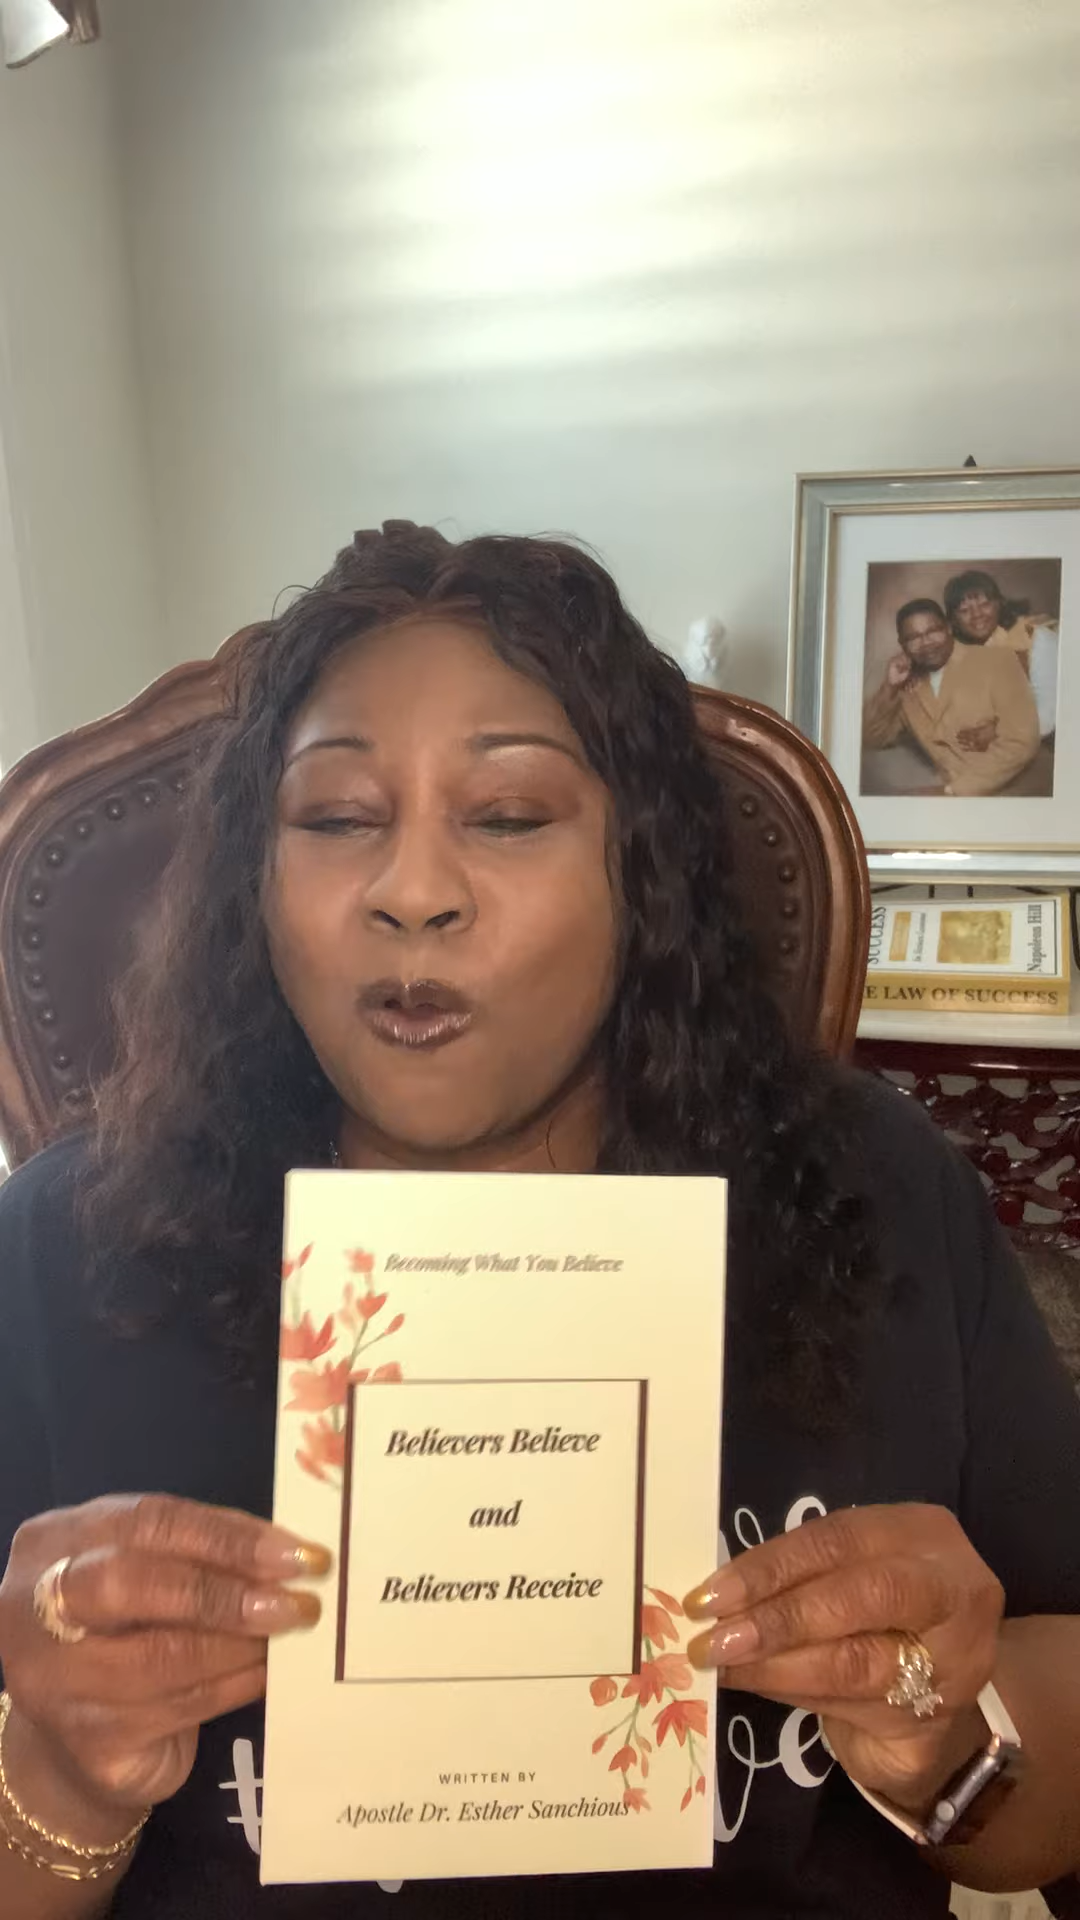 SUCCESS
Napoleon Hill
E LAW OF SUCCESS
Becoming What You Believe
Believers Believe
and
Believers Receive
WRITTEN BY
Apostle Dr. Esther Sanchious